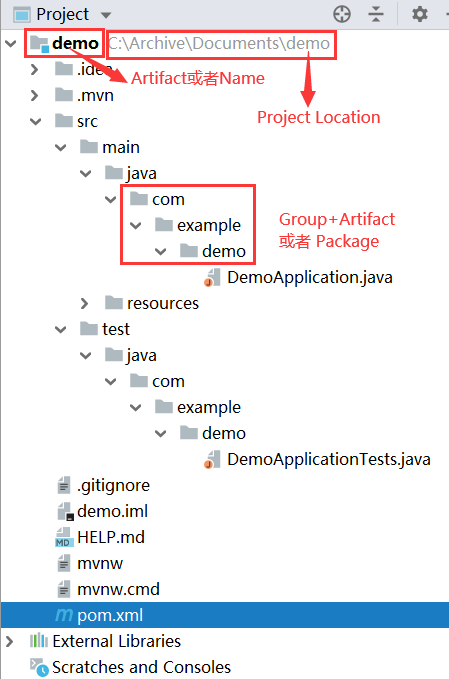 Project
demo C:\Archive\Documents\demo
.idea
Artifact或者Name
.mvn
Project Location
src
main
java
com
Group+Artifact
example
或者 Package
demo
DemoApplication.java
resources
test
java
com
example
demo
DemoApplicationTests.java
.gitignore
demo.iml
MD HELP.md
mvnw
mvnw.cmd
m pom.xml
External Libraries
Scratches and Consoles